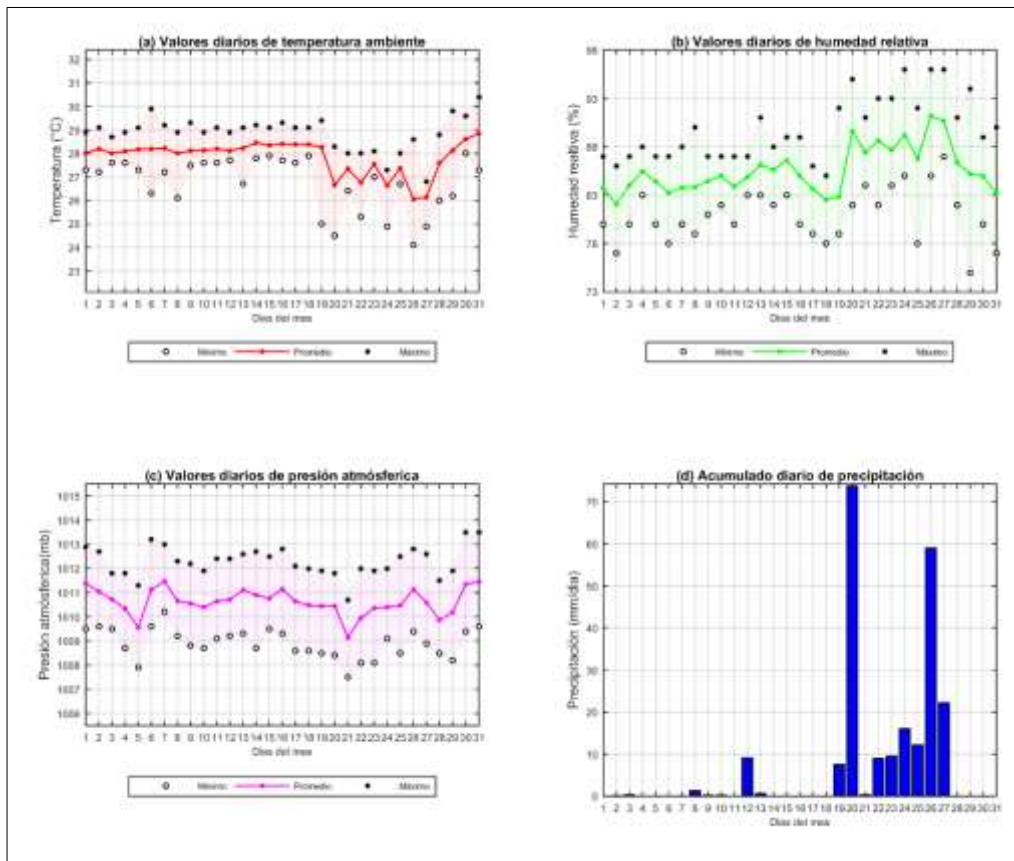 (a) Valores diarios de temperatura ambiente
32
31
30
29
28
27
26
25
24
23
Temperatura (°C)
1 2 3 4 5 6 7 8 9 10 11 12 13 14 15 16 17 18 19 20 21 22 23 24 25 26 27 28 29 30 31
Dias del mes
Mínimo Promedio Máximo
(b) Valores diarios de humedad relativa
98
93
88
83
78
73
Humedad realtiva (%)
1 2 3 4 5 6 7 8 9 10 11 12 13 14 15 16 17 18 19 20 21 22 23 24 25 26 27 28 29 30 31
Dias del mes
Mínimo Promedio Máximo
(c) Valores diarios de presión atmósferica
1015
1014
1013
1012
1011
1010
1009
1008
1007
1006
Presión atmósferica(mb)
1 2 3 4 5 6 7 8 9 10 11 12 13 14 15 16 17 18 19 20 21 22 23 24 25 26 27 28 29 30 31
Dias del mes
Mínimo Promedio Máximo
(d) Acumulado diario de precipitación
70
60
50
40
30
20
10
0
Precipitación (mm/día)
1 2 3 4 5 6 7 8 9 10 11 12 13 14 15 16 17 18 19 20 21 22 23 24 25 26 27 28 29 30 31
Dias del mes